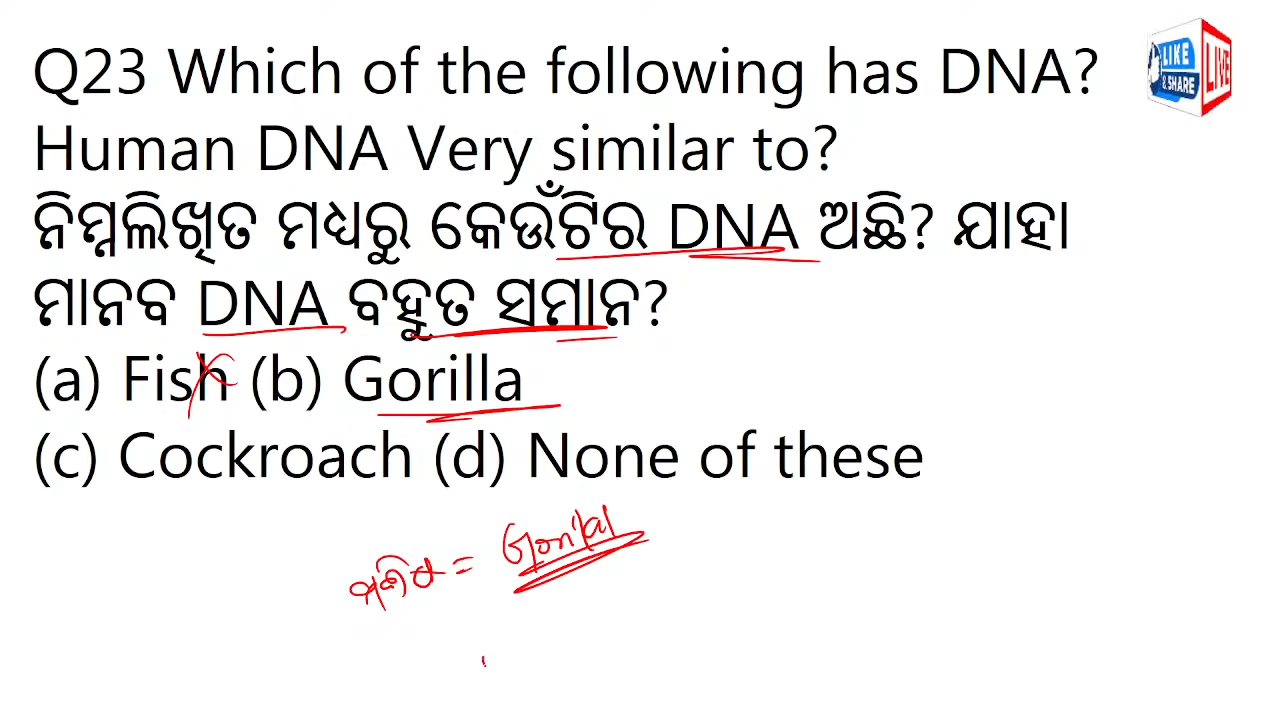 Q23 Which of the following has DNA?
Human DNA Very similar to?
ନିମ୍ନଲିଖିତ ମଧ୍ୟରୁ କେଉଁଟିର DNA ଅଛି? ଯାହା
ମାନବ DNA ବହୁତ ସମାନ?
(a) Fish (b) Gorilla
(c) Cockroach (d) None of these
= Gorilal
LIKE
& SHARE
LIVE